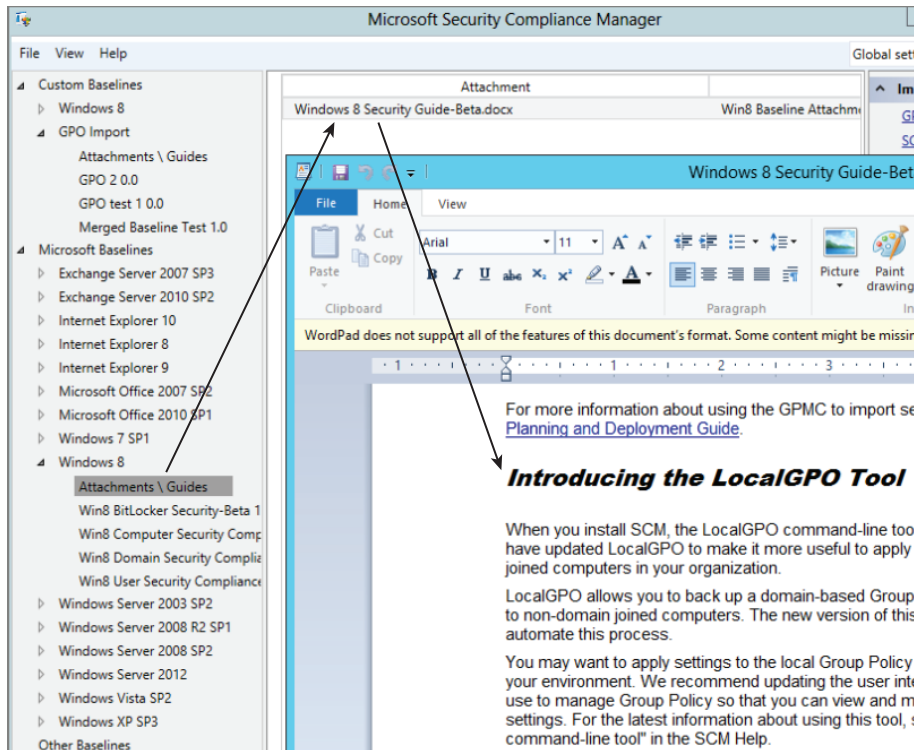 Microsoft Security Compliance Manager
File View Help
Global sett
Custom Baselines
Windows 8
GPO Import
Attachments \ Guides
GPO 2 0.0
GPO test 1 0.0
Merged Baseline Test 1.0
Microsoft Baselines
Exchange Server 2007 SP3
Exchange Server 2010 SP2
Internet Explorer 10
Internet Explorer 8
Internet Explorer 9
Microsoft Office 2007 SP2
Microsoft Office 2010 SP1
Windows 7 SP1
Windows 8
Attachments \ Guides
Win8 BitLocker Security-Beta 1
Win8 Computer Security Comp
Win8 Domain Security Complia
Win8 User Security Compliance
Windows Server 2003 SP2
Windows Server 2008 R2 SP1
Windows Server 2008 SP2
Windows Server 2012
Windows Vista SP2
Windows XP SP3
Other Baselines
Attachment
Windows 8 Security Guide-Beta.docx Win8 Baseline Attachme
Im
GP
SC
Windows 8 Security Guide-Bet
File Home View
Cut
Copy
Paste
Clipboard
Arial 11
B I U abc X₂ X² A
Font
Paragraph
Picture Paint
drawing
In
WordPad does not support all of the features of this document's format. Some content might be missin
1 1 2 3
For more information about using the GPMC to import se
Planning and Deployment Guide.
Introducing the LocalGPO Tool
When you install SCM, the LocalGPO command-line too
have updated LocalGPO to make it more useful to apply
joined computers in your organization.
LocalGPO allows you to back up a domain-based Group
to non-domain joined computers. The new version of this
automate this process.
You may want to apply settings to the local Group Policy
your environment. We recommend updating the user inte
use to manage Group Policy so that you can view and m
settings. For the latest information about using this tool, s
command-line tool" in the SCM Help.